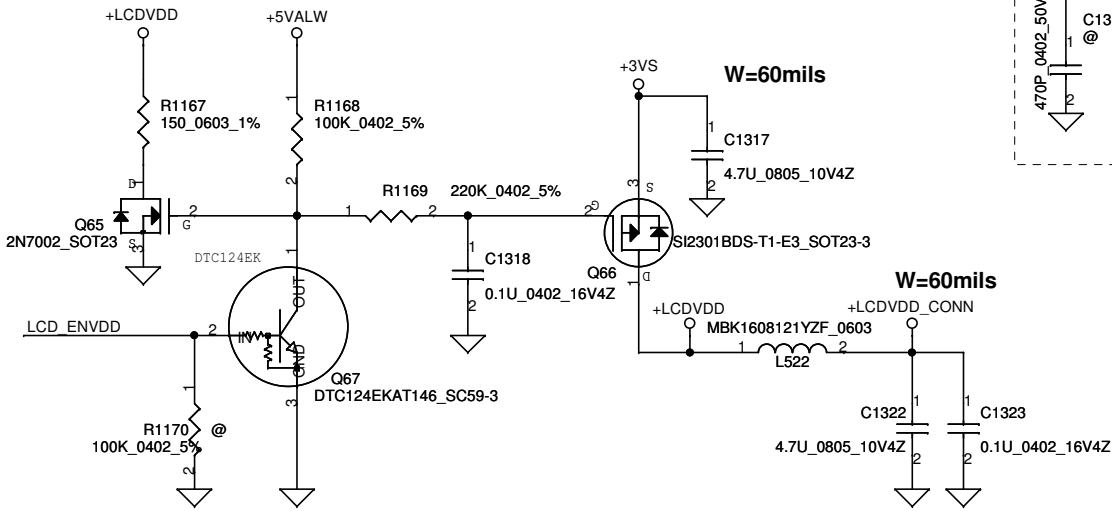 +LCDVDD
+5VALW
R1167
150_0603_1%
1
R1168
100K_0402_5%
2
D
1
Q65
2N7002_SOT23
2
G
S
3
R1169
220K_0402_5%
1
2
+3VS
W=60mils
1
C1317
4.7U_0805_10V4Z
2
3
S
2
G
SI2301BDS-T1-E3_SOT23-3
Q66
1
D
470P_0402_50V
C13
@
1
2
1
C1318
0.1U_0402_16V4Z
2
DTC124EK
1
OUT
LCD_ENVDD
2
IN
GND
Q67
DTC124EKAT146_SC59-3
3
1
R1170
@
100K_0402_5%
2
W=60mils
+LCDVDD
+LCDVDD_CONN
MBK1608121YZF_0603
1
2
L522
1
C1322
4.7U_0805_10V4Z
2
1
C1323
0.1U_0402_16V4Z
2